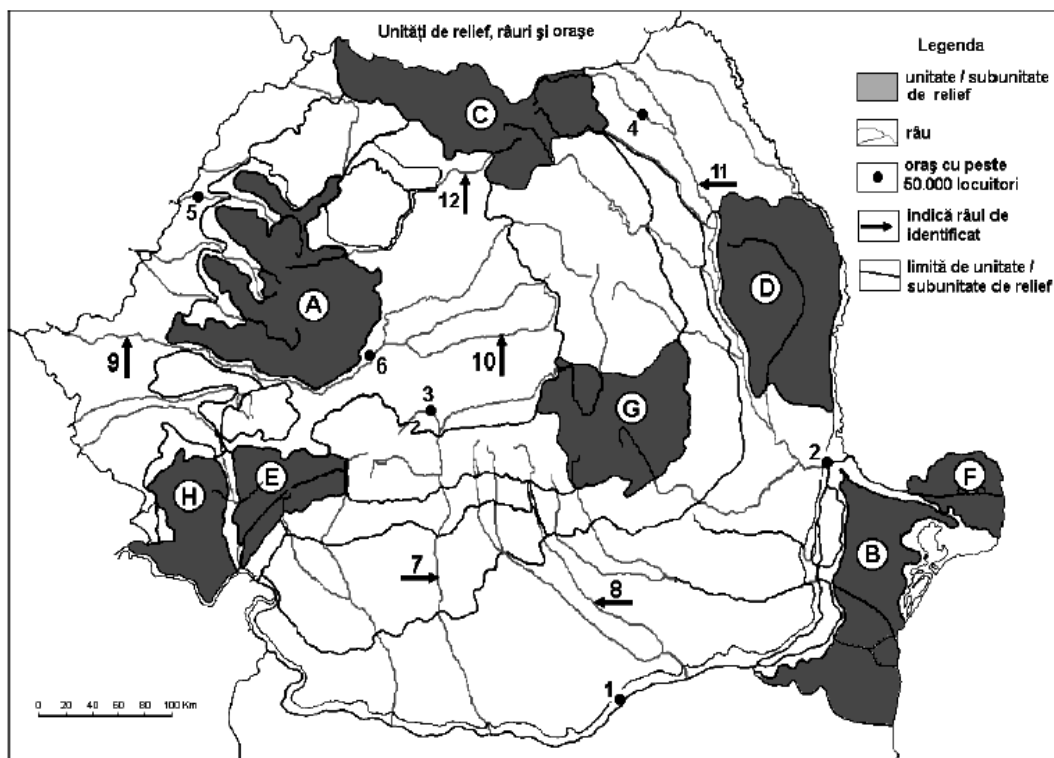 Unităţi de relief, râuri şi oraşe
Legenda
unitate / subunitate
de relief
râu
oraş cu peste
50.000 locuitori
indică râul de
identificat
limită de unitate /
subunitate de relief
C
4
11
12
5
A
D
9
10
6
3
G
2
H
E
F
B
7
8
1
0 20 40 60 80 100 Km